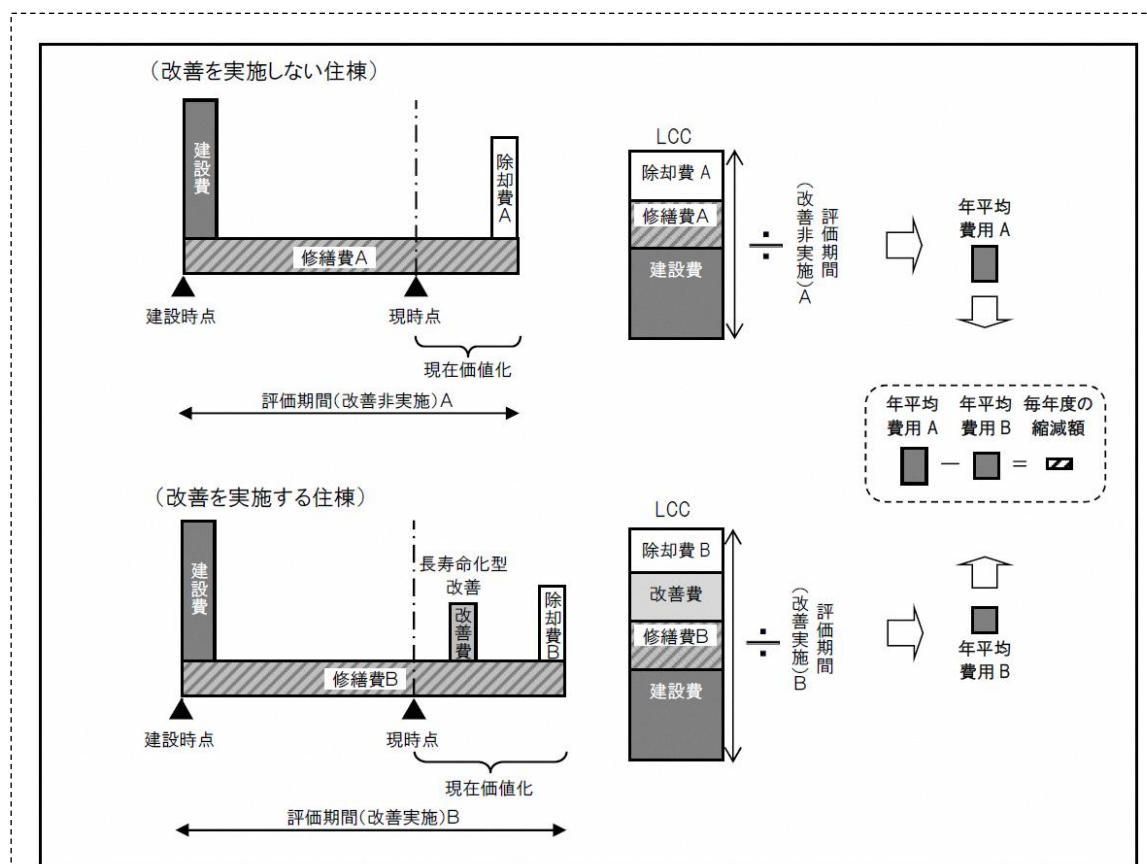 （改善を実施しない住棟）
建設費
除却費A
修繕費A
建設時点
現時点
現在価値化
評価期間（改善非実施）A
LCC
除却費 A
修繕費A
建設費
÷
評価期間
（改善非実施）A
年平均
費用 A
年平均
費用 A
年平均
費用 B
毎年度の
縮減額
－ ＝
（改善を実施する住棟）
建設費
長寿命化型
改善
改善費
除却費B
修繕費B
建設時点
現時点
現在価値化
評価期間（改善実施）B
LCC
除却費 B
改善費
修繕費B
建設費
÷
評価期間
（改善実施）B
年平均
費用 B